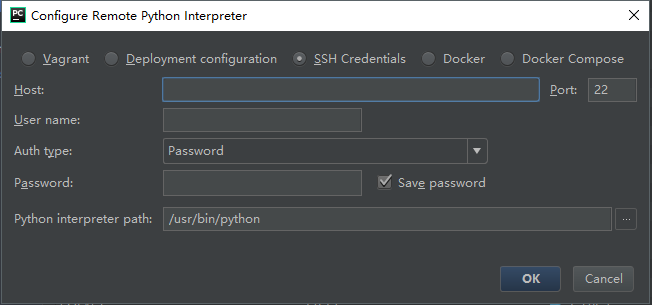 PC Configure Remote Python Interpreter
Vagrant Deployment configuration SSH Credentials Docker Docker Compose
Host: Port: 22
User name:
Auth type: Password
Password: Save password
Python interpreter path: /usr/bin/python ...
OK Cancel